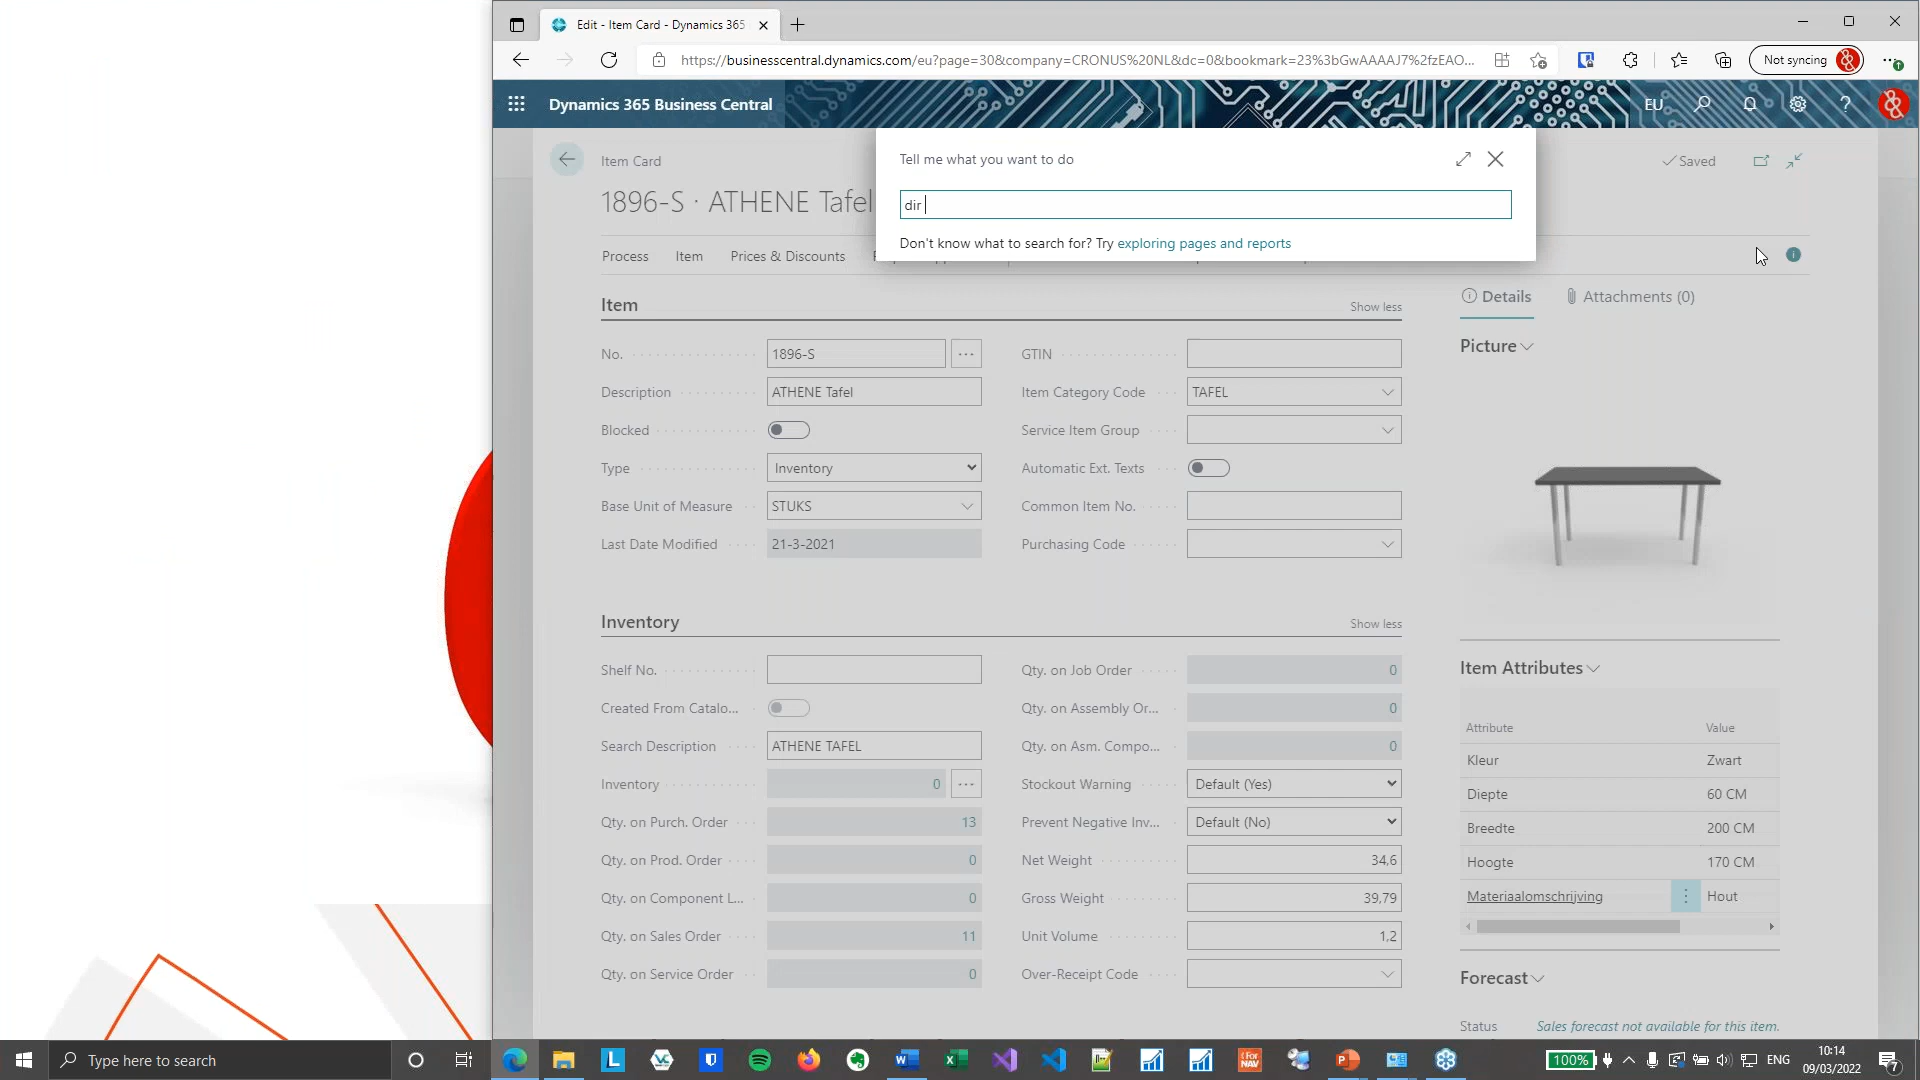 Edit - Item Card - Dynamics 365
https://businesscentral.dynamics.com/eu?page=30&company=CRONUS%20NL&dc=0&bookmark=23%3bGwAAAAJ7%2fzEAO...
Not syncing
Dynamics 365 Business Central
EU
Item Card
Tell me what you want to do
Saved
1896-S · ATHENE Tafel
dir
Don't know what to search for? Try exploring pages and reports
Process
Item
Prices & Discounts
Item
Show less
Details
Attachments (0)
No.
1896-S
GTIN
Picture
Description
ATHENE Tafel
Item Category Code
TAFEL
Blocked
Service Item Group
Type
Inventory
Automatic Ext. Texts
Base Unit of Measure
STUKS
Common Item No.
Last Date Modified
21-3-2021
Purchasing Code
Inventory
Show less
Shelf No.
Qty. on Job Order
0
Item Attributes
Created From Catalo...
Qty. on Assembly Or...
0
Attribute
Value
Search Description
ATHENE TAFEL
Qty. on Asm. Compo...
0
Kleur
Zwart
Inventory
0
Stockout Warning
Default (Yes)
Diepte
60 CM
Qty. on Purch. Order
13
Prevent Negative Inv...
Default (No)
Breedte
200 CM
Qty. on Prod. Order
0
Net Weight
34,6
Hoogte
170 CM
Qty. on Component L...
0
Gross Weight
39,79
Materiaalomschrijving
Hout
Qty. on Sales Order
11
Unit Volume
1,2
Qty. on Service Order
0
Over-Receipt Code
Forecast
Status
Sales forecast not available for this item.
Type here to search
100%
ENG
10:14
09/03/2022
7